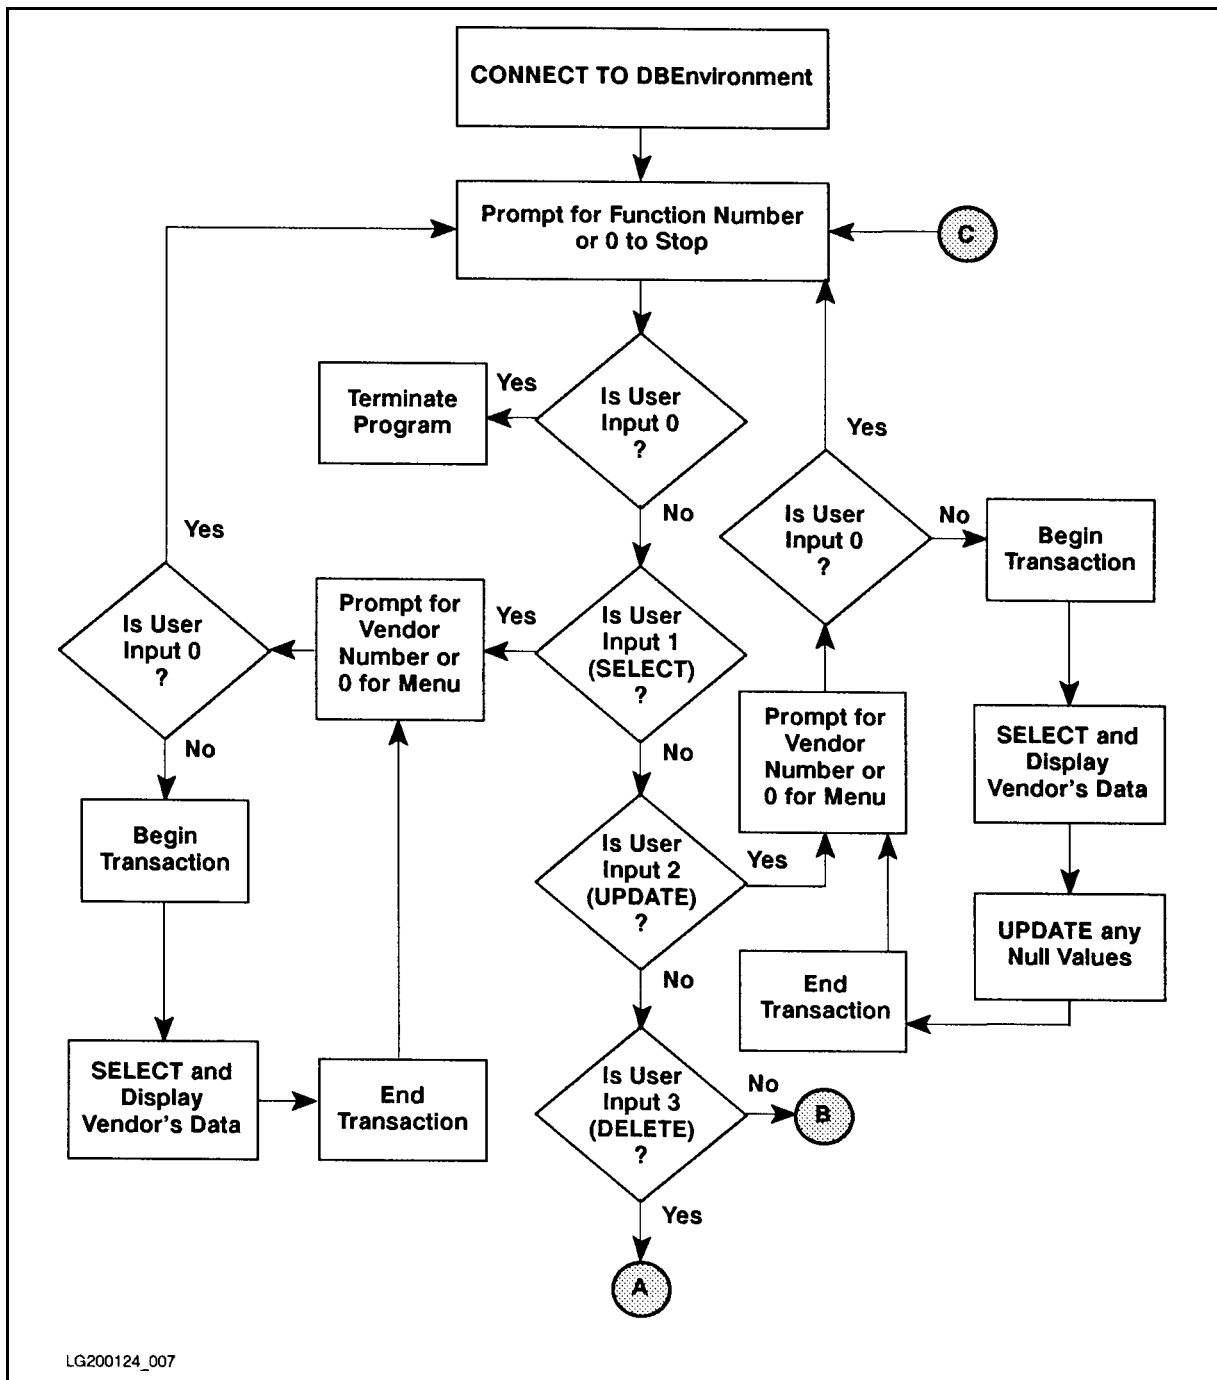 CONNECT TO DBEnvironment
Prompt for Function Number
or 0 to Stop
C
Terminate
Program
Yes
Is User
Input 0
?
Yes
No
Is User
Input 0
?
No
Begin
Transaction
Yes
Is User
Input 0
?
Prompt for
Vendor
Number or
0 for Menu
Yes
Is User
Input 1
(SELECT)
?
No
No
Prompt for
Vendor
Number or
0 for Menu
SELECT and
Display
Vendor's Data
Begin
Transaction
Is User
Input 2
(UPDATE)
?
Yes
No
UPDATE any
Null Values
End
Transaction
SELECT and
Display
Vendor's Data
End
Transaction
Is User
Input 3
(DELETE)
?
No
B
Yes
A
LG200124_007